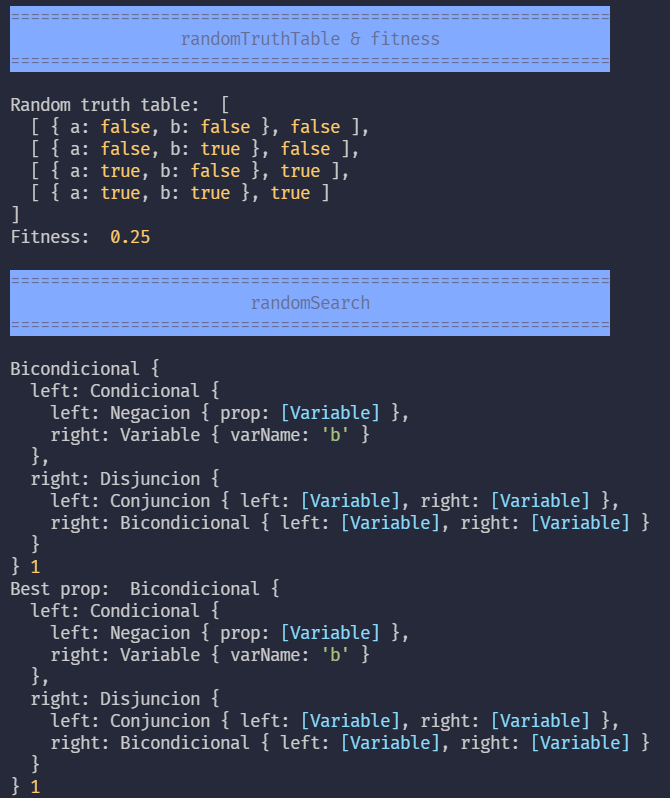 ============================================================
                 randomTruthTable & fitness
============================================================

Random truth table:  [
  [ { a: false, b: false }, false ],
  [ { a: false, b: true }, false ],
  [ { a: true, b: false }, true ],
  [ { a: true, b: true }, true ]
]
Fitness:  0.25

============================================================
                        randomSearch
============================================================

Bicondicional {
  left: Condicional {
    left: Negacion { prop: [Variable] },
    right: Variable { varName: 'b' }
  },
  right: Disjuncion {
    left: Conjuncion { left: [Variable], right: [Variable] },
    right: Bicondicional { left: [Variable], right: [Variable] }
  }
} 1
Best prop:  Bicondicional {
  left: Condicional {
    left: Negacion { prop: [Variable] },
    right: Variable { varName: 'b' }
  },
  right: Disjuncion {
    left: Conjuncion { left: [Variable], right: [Variable] },
    right: Bicondicional { left: [Variable], right: [Variable] }
  }
} 1